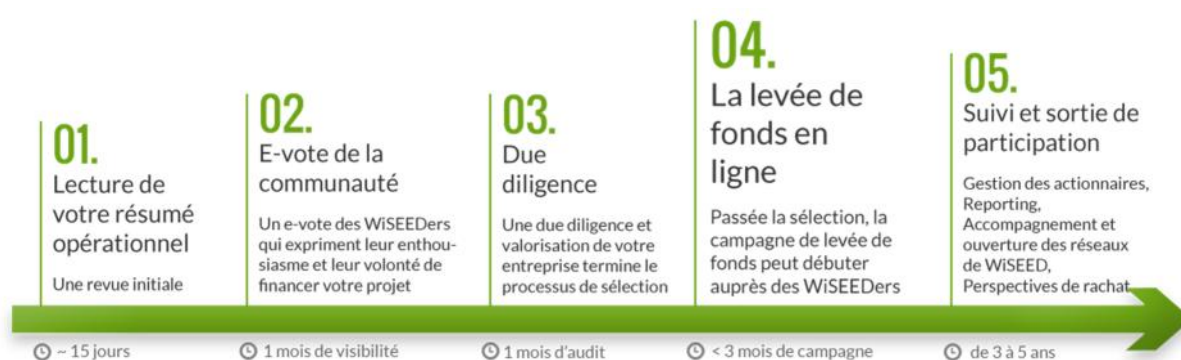 01.
Lecture de
votre résumé
opérationnel
Une revue initiale
~ 15 jours
02.
E-vote de la
communauté
Un e-vote des WiSEEDers
qui expriment leur enthou-
siasme et leur volonté de
financer votre projet
1 mois de visibilité
03.
Due
diligence
Une due diligence et
valorisation de votre
entreprise termine le
processus de sélection
1 mois d'audit
04.
La levée de
fonds en
ligne
Passée la sélection, la
campagne de levée de
fonds peut débuter
auprès des WiSEEDers
< 3 mois de campagne
05.
Suivi et sortie de
participation
Gestion des actionnaires,
Reporting,
Accompagnement et
ouverture des réseaux
de WiSEED,
Perspectives de rachat
de 3 à 5 ans